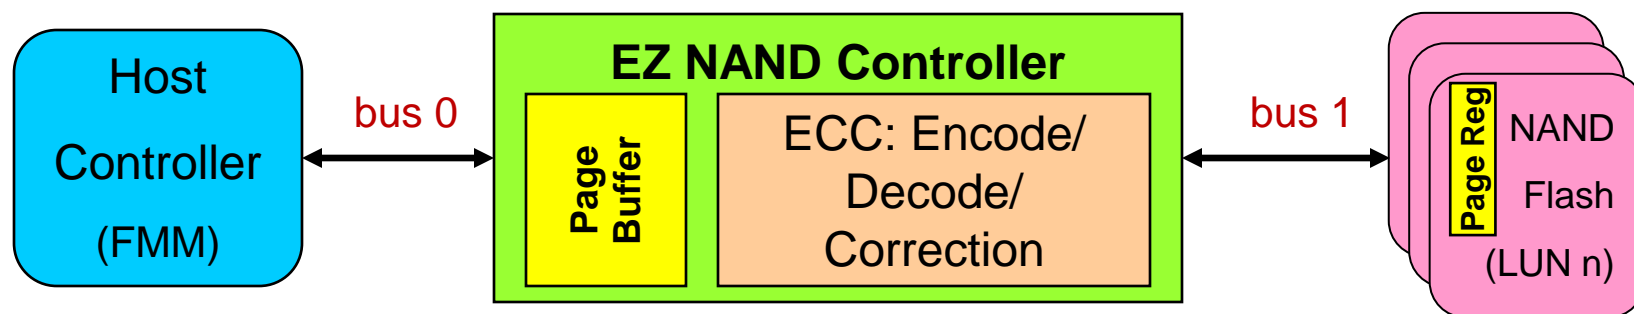 Host
Controller
(FMM)
bus 0
EZ NAND Controller
Page
Buffer
ECC: Encode/
Decode/
Correction
bus 1
Page Reg
NAND
Flash
(LUN n)